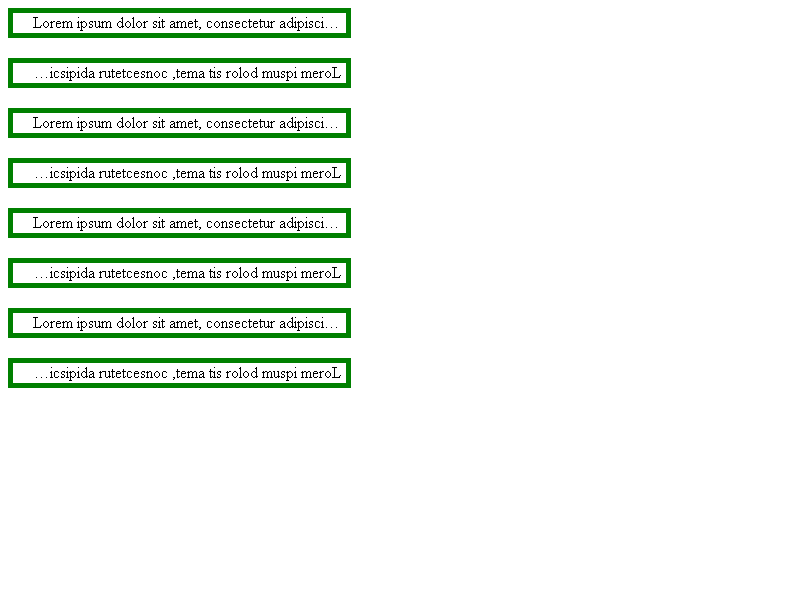 Lorem ipsum dolor sit amet, consectetur adipisci…
…icsipida rutetcesnoc ,tema tis rolod muspi meroL
Lorem ipsum dolor sit amet, consectetur adipisci…
…icsipida rutetcesnoc ,tema tis rolod muspi meroL
Lorem ipsum dolor sit amet, consectetur adipisci…
…icsipida rutetcesnoc ,tema tis rolod muspi meroL
Lorem ipsum dolor sit amet, consectetur adipisci…
…icsipida rutetcesnoc ,tema tis rolod muspi meroL